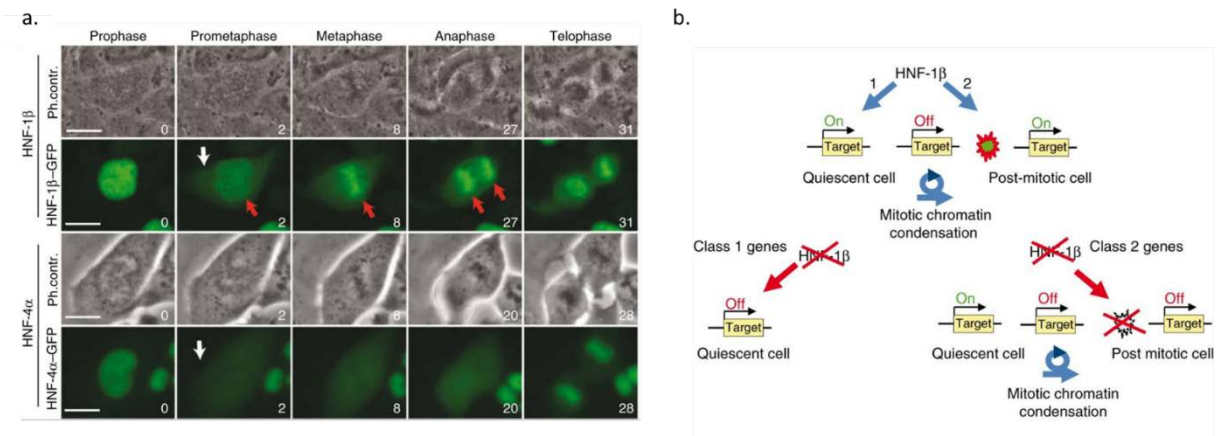 a.
Prophase Prometaphase Metaphase Anaphase Telophase
HNF-1β
Ph.contr.
0 2 8 27 31
HNF-1β–GFP
0 2 8 27 31
HNF-4α
Ph.contr.
0 2 8 20 28
HNF-4α–GFP
0 2 8 20 28
b.
HNF-1β
1 2
On Off On
Target Target Target
Quiescent cell Post-mitotic cell
Mitotic chromatin
condensation
Class 1 genes
HNF-1β
Off
Target
Quiescent cell
HNF-1β
Class 2 genes
On Off Off
Target Target Target
Quiescent cell Post mitotic cell
Mitotic chromatin
condensation